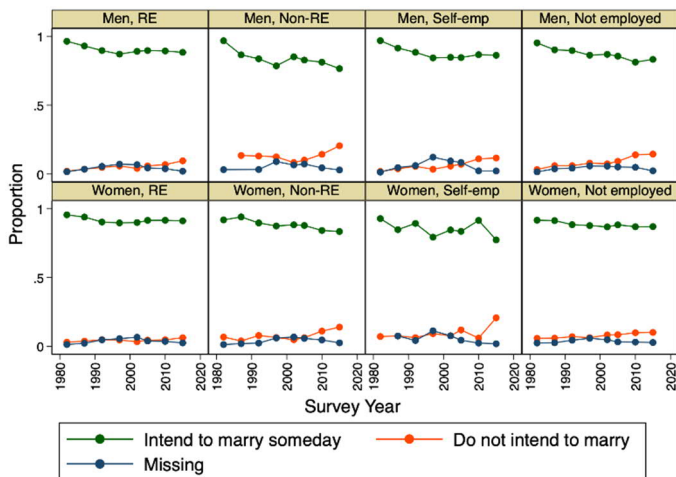 Men, RE
Men, Non-RE
Men, Self-emp
Men, Not employed
1
.5
0
Women, RE
Women, Non-RE
Women, Self-emp
Women, Not employed
1
.5
0
Proportion
1980 1990 2000 2010 2020
1980 1990 2000 2010 2020
1980 1990 2000 2010 2020
1980 1990 2000 2010 2020
Survey Year
Intend to marry someday
Do not intend to marry
Missing